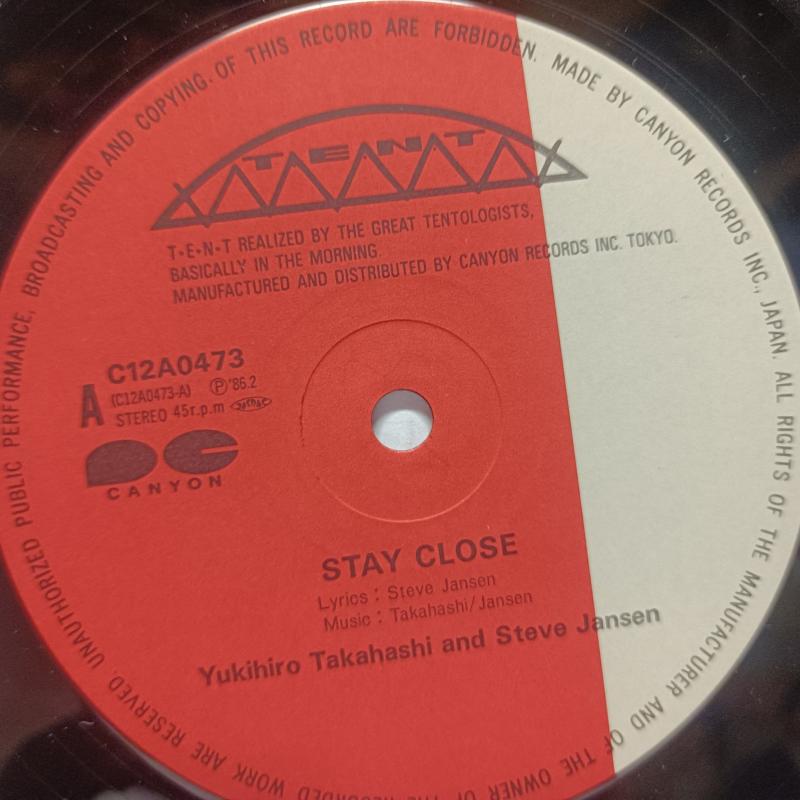 UNAUTHORIZED PUBLIC PERFORMANCE, BROADCASTING AND COPYING OF THIS RECORD ARE FORBIDDEN. MADE BY CANYON RECORDS INC., JAPAN. ALL RIGHTS OF THE MANUFACTURER AND OF THE OWNER OF THE RECORDED WORK ARE RESERVED.
TENT
T•E•N•T REALIZED BY THE GREAT TENTOLOGISTS,
BASICALLY IN THE MORNING.
MANUFACTURED AND DISTRIBUTED BY CANYON RECORDS INC. TOKYO.
C12A0473
A (C12A0473-A) Ⓟ'86.2
STEREO 45r.p.m JASRAC
PC
CANYON
STAY CLOSE
Lyrics : Steve Jansen
Music : Takahashi/Jansen
Yukihiro Takahashi and Steve Jansen